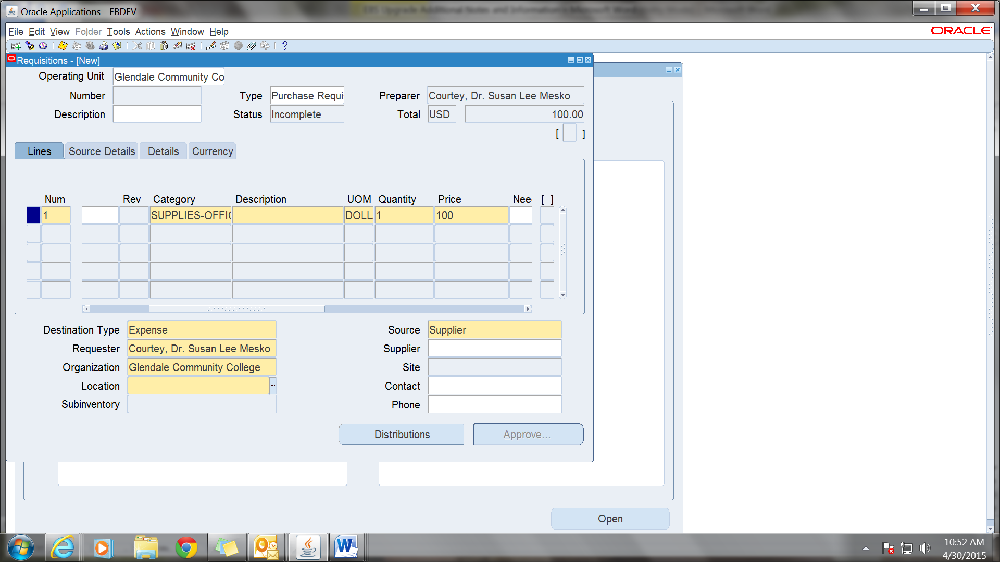 Oracle Applications - EBDEV
File Edit View Folder Tools Actions Window Help
ORACLE
Requisitions - [New]
Operating Unit Glendale Community Co
Number
Type Purchase Requi
Preparer Courtey, Dr. Susan Lee Mesko
Description
Status Incomplete
Total USD 100.00
[ ]
Lines Source Details Details Currency
Num Rev Category Description UOM Quantity Price Need [ ]
1 SUPPLIES-OFFIC DOLL 1 100
Destination Type Expense
Source Supplier
Requester Courtey, Dr. Susan Lee Mesko
Supplier
Organization Glendale Community College
Site
Location ...
Contact
Subinventory
Phone
Distributions Approve...
Open
10:52 AM
4/30/2015